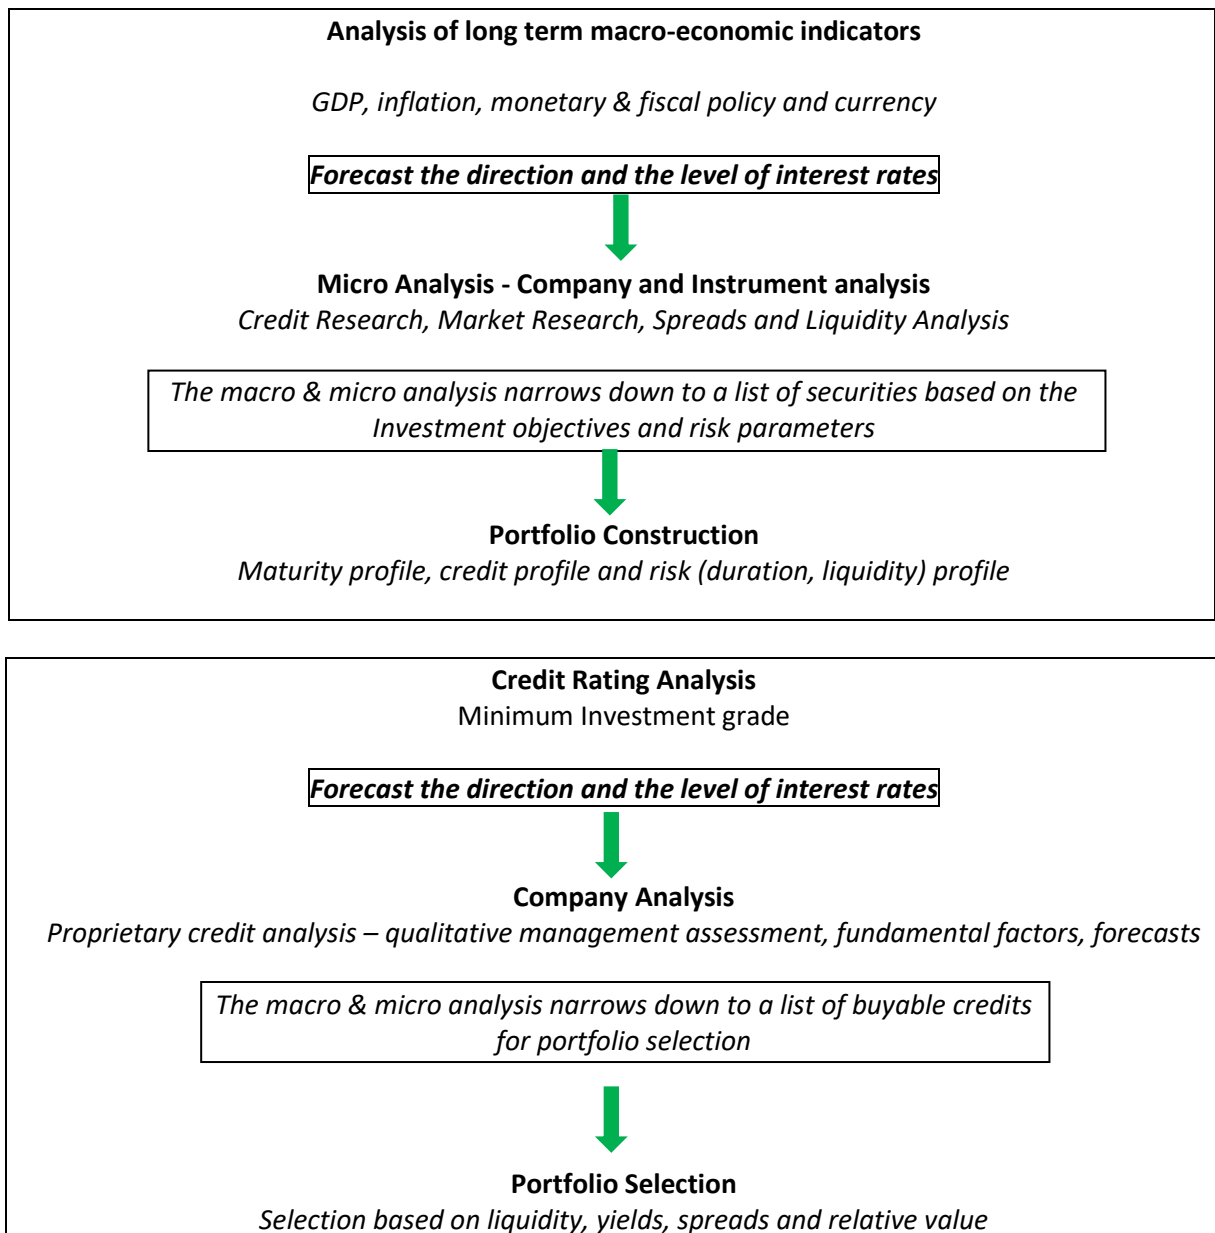 Analysis of long term macro-economic indicators
GDP, inflation, monetary & fiscal policy and currency
Forecast the direction and the level of interest rates
Micro Analysis - Company and Instrument analysis
Credit Research, Market Research, Spreads and Liquidity Analysis
The macro & micro analysis narrows down to a list of securities based on the
Investment objectives and risk parameters
Portfolio Construction
Maturity profile, credit profile and risk (duration, liquidity) profile
Credit Rating Analysis
Minimum Investment grade
Forecast the direction and the level of interest rates
Company Analysis
Proprietary credit analysis – qualitative management assessment, fundamental factors, forecasts
The macro & micro analysis narrows down to a list of buyable credits
for portfolio selection
Portfolio Selection
Selection based on liquidity, yields, spreads and relative value